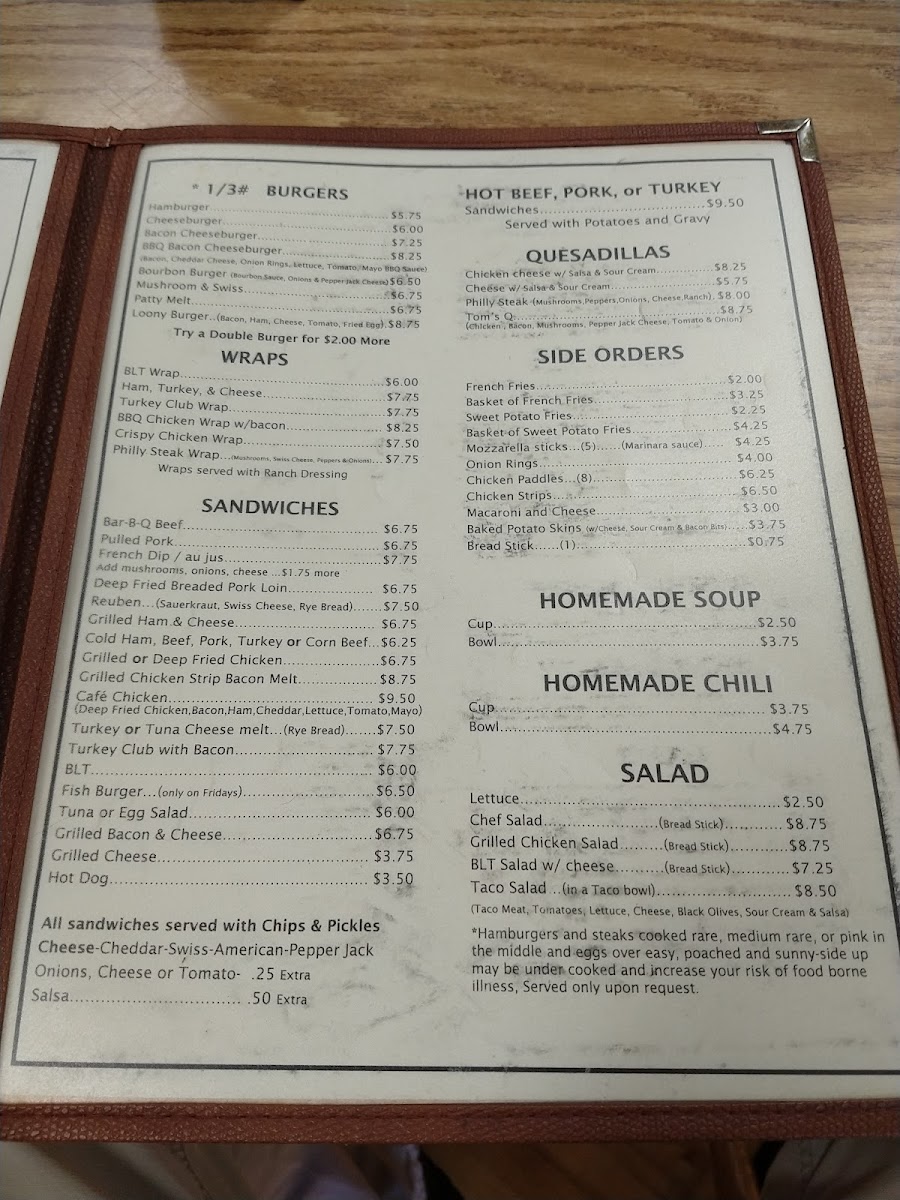 * 1/3# BURGERS
Hamburger..........$5.75
Cheeseburger..........$6.00
Bacon Cheeseburger..........$7.25
BBQ Bacon Cheeseburger..........$8.25
(Bacon, Cheddar Cheese, Onion Rings, Lettuce, Tomato, Mayo BBQ Sauce)
Bourbon Burger (Bourbon Saute, Onions & Pepper Jack Cheese) $6.50
Mushroom & Swiss..........$6.75
Patty Melt..........$6.75
Loony Burger...(Bacon, Ham, Cheese, Tomato, Fried Egg). $8.75
Try a Double Burger for $2.00 More
WRAPS
BLT Wrap..........$6.00
Ham, Turkey, & Cheese..........$7.75
Turkey Club Wrap..........$7.75
BBQ Chicken Wrap w/bacon..........$8.25
Crispy Chicken Wrap..........$7.50
Philly Steak Wrap...(Mushrooms, Swiss Cheese, Peppers & Onions)... $7.75
Wraps served with Ranch Dressing
SANDWICHES
Bar-B-Q Beef..........$6.75
Pulled Pork..........$6.75
French Dip / au jus..........$7.75
Add mushrooms, onions, cheese ...$1.75 more
Deep Fried Breaded Pork Loin..........$6.75
Reuben...(Sauerkraut, Swiss Cheese, Rye Bread).......$7.50
Grilled Ham & Cheese..........$6.75
Cold Ham, Beef, Pork, Turkey or Corn Beef...$6.25
Grilled or Deep Fried Chicken..........$6.75
Grilled Chicken Strip Bacon Melt..........$8.75
Café Chicken..........$9.50
(Deep Fried Chicken,Bacon,Ham,Cheddar,Lettuce,Tomato,Mayo)
Turkey or Tuna Cheese melt...(Rye Bread).......$7.50
Turkey Club with Bacon..........$7.75
BLT..........$6.00
Fish Burger...(only on Fridays)..........$6.50
Tuna or Egg Salad..........$6.00
Grilled Bacon & Cheese..........$6.75
Grilled Cheese..........$3.75
Hot Dog..........$3.50
All sandwiches served with Chips & Pickles
Cheese-Cheddar-Swiss-American-Pepper Jack
Onions, Cheese or Tomato- .25 Extra
Salsa.......... .50 Extra
HOT BEEF, PORK, or TURKEY
Sandwiches..........$9.50
Served with Potatoes and Gravy
QUESADILLAS
Chicken cheese w/ Salsa & Sour Cream..........$8.25
Cheese w/ Salsa & Sour Cream..........$5.75
Philly Steak (Mushrooms,Peppers,Onions, Cheese,Ranch). $8.00
Tom's Q..........$8.75
(Chicken, Bacon, Mushrooms, Pepper Jack Cheese, Tomato & Onion)
SIDE ORDERS
French Fries..........$2.00
Basket of French Fries..........$3.25
Sweet Potato Fries..........$2.25
Basket of Sweet Potato Fries..........$4.25
Mozzarella sticks...(5)......(Marinara sauce)..... $4.25
Onion Rings..........$4.00
Chicken Paddles...(8)..........$6.25
Chicken Strips..........$6.50
Macaroni and Cheese..........$3.00
Baked Potato Skins (w/Cheese, Sour Cream & Bacon Bits).....$3.75
Bread Stick......(1)..........$0.75
HOMEMADE SOUP
Cup..........$2.50
Bowl..........$3.75
HOMEMADE CHILI
Cup..........$3.75
Bowl..........$4.75
SALAD
Lettuce..........$2.50
Chef Salad..........(Bread Stick)..........$8.75
Grilled Chicken Salad.........(Bread Stick)..........$8.75
BLT Salad w/ cheese..........(Bread Stick)..........$7.25
Taco Salad ..(in a Taco bowl)..........$8.50
(Taco Meat, Tomatoes, Lettuce, Cheese, Black Olives, Sour Cream & Salsa)
*Hamburgers and steaks cooked rare, medium rare, or pink in
the middle and eggs over easy, poached and sunny-side up
may be under cooked and increase your risk of food borne
illness, Served only upon request.